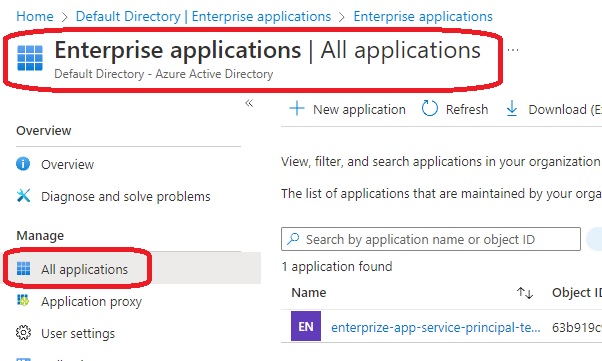 Home > Default Directory | Enterprise applications > Enterprise applications
Enterprise applications | All applications ...
Default Directory - Azure Active Directory
«
New application Refresh Download (Ex
Overview
Overview
Diagnose and solve problems
View, filter, and search applications in your organization
The list of applications that are maintained by your orga
Manage
All applications
Application proxy
User settings
Search by application name or object ID
1 application found
Name ↑↓ Object ID
EN enterprize-app-service-principal-te... 63b919c